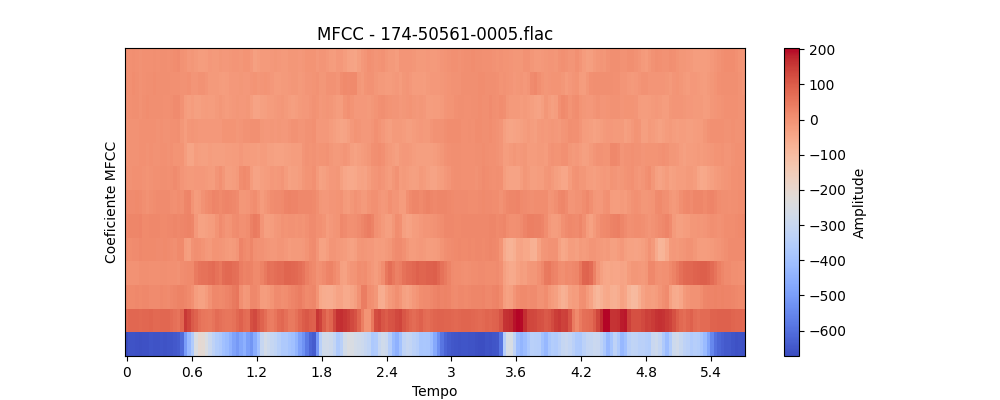 MFCC - 174-50561-0005.flac
Coeficiente MFCC
0 0.6 1.2 1.8 2.4 3 3.6 4.2 4.8 5.4
Tempo
200
100
0
−100
−200
−300
−400
−500
−600
Amplitude